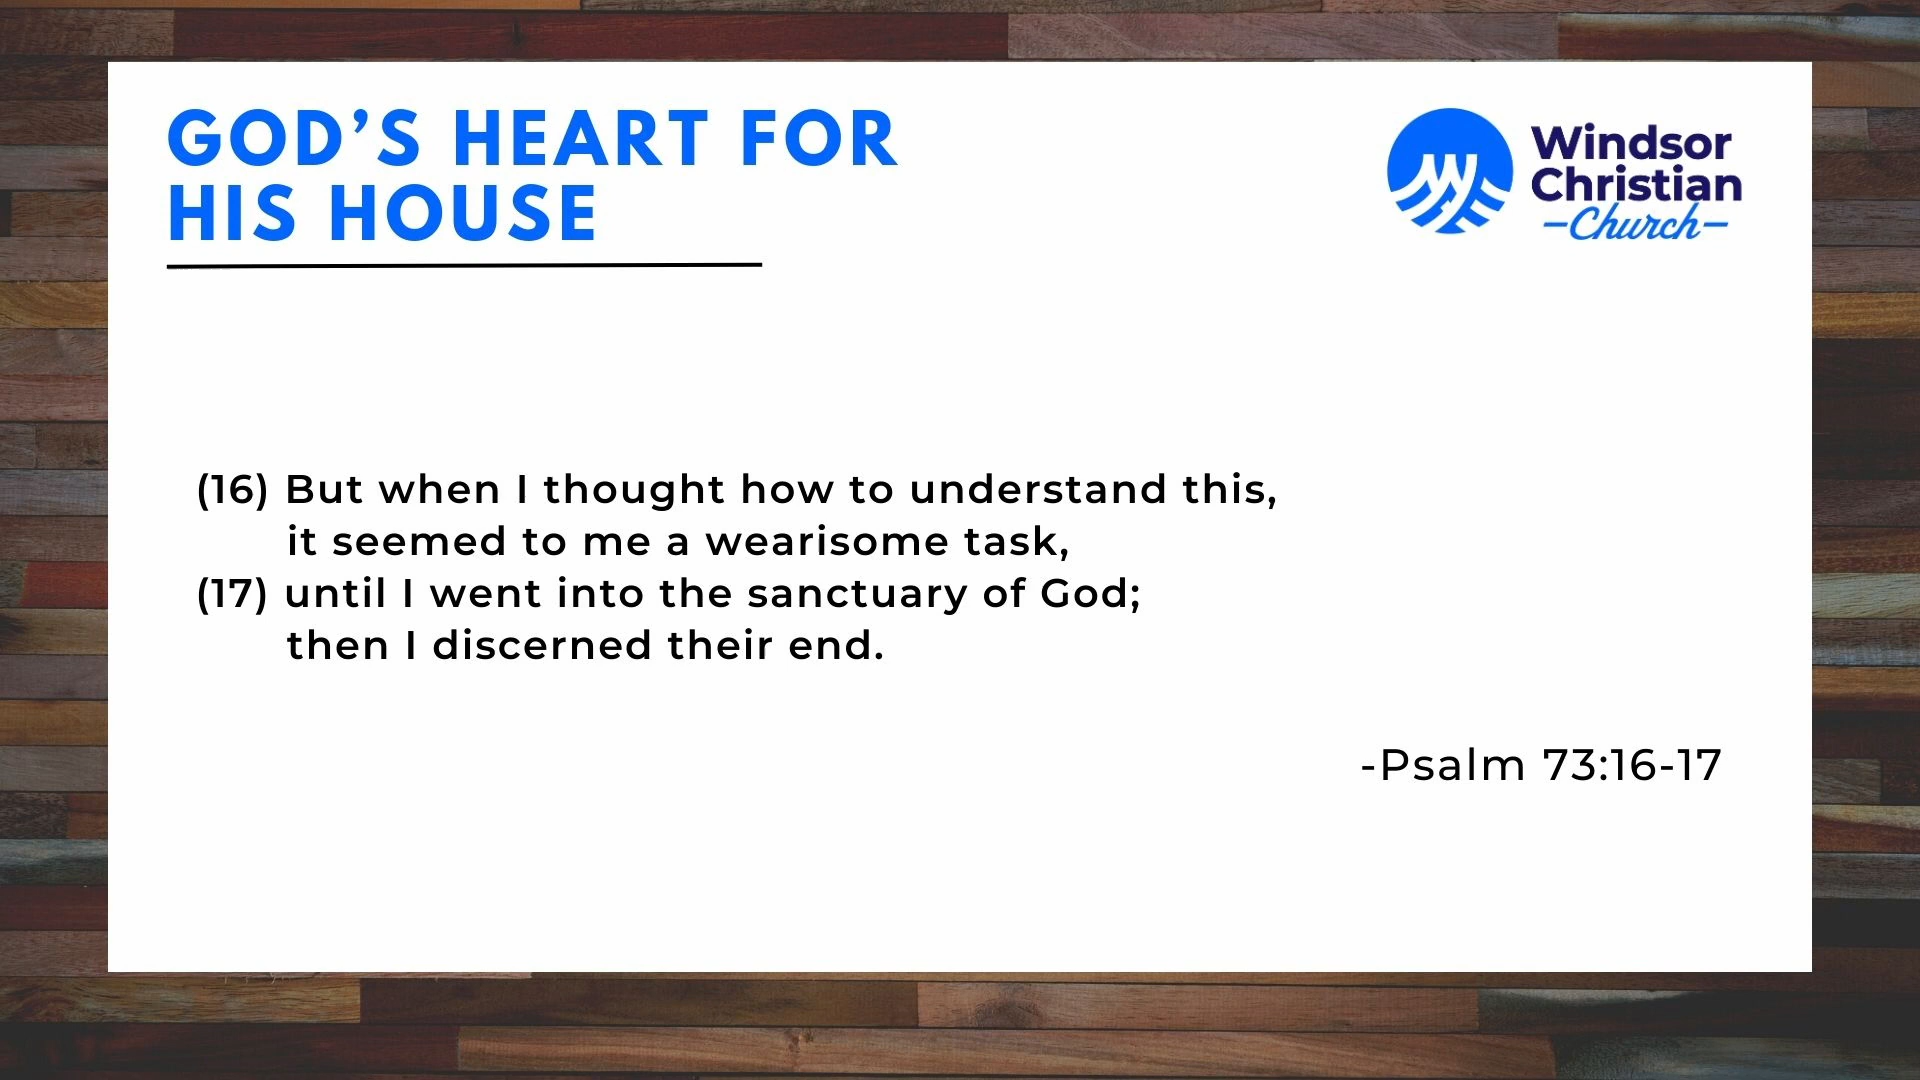 GOD’S HEART FOR
HIS HOUSE
Windsor
Christian
-Church-
(16) But when I thought how to understand this,
it seemed to me a wearisome task,
(17) until I went into the sanctuary of God;
then I discerned their end.
-Psalm 73:16-17